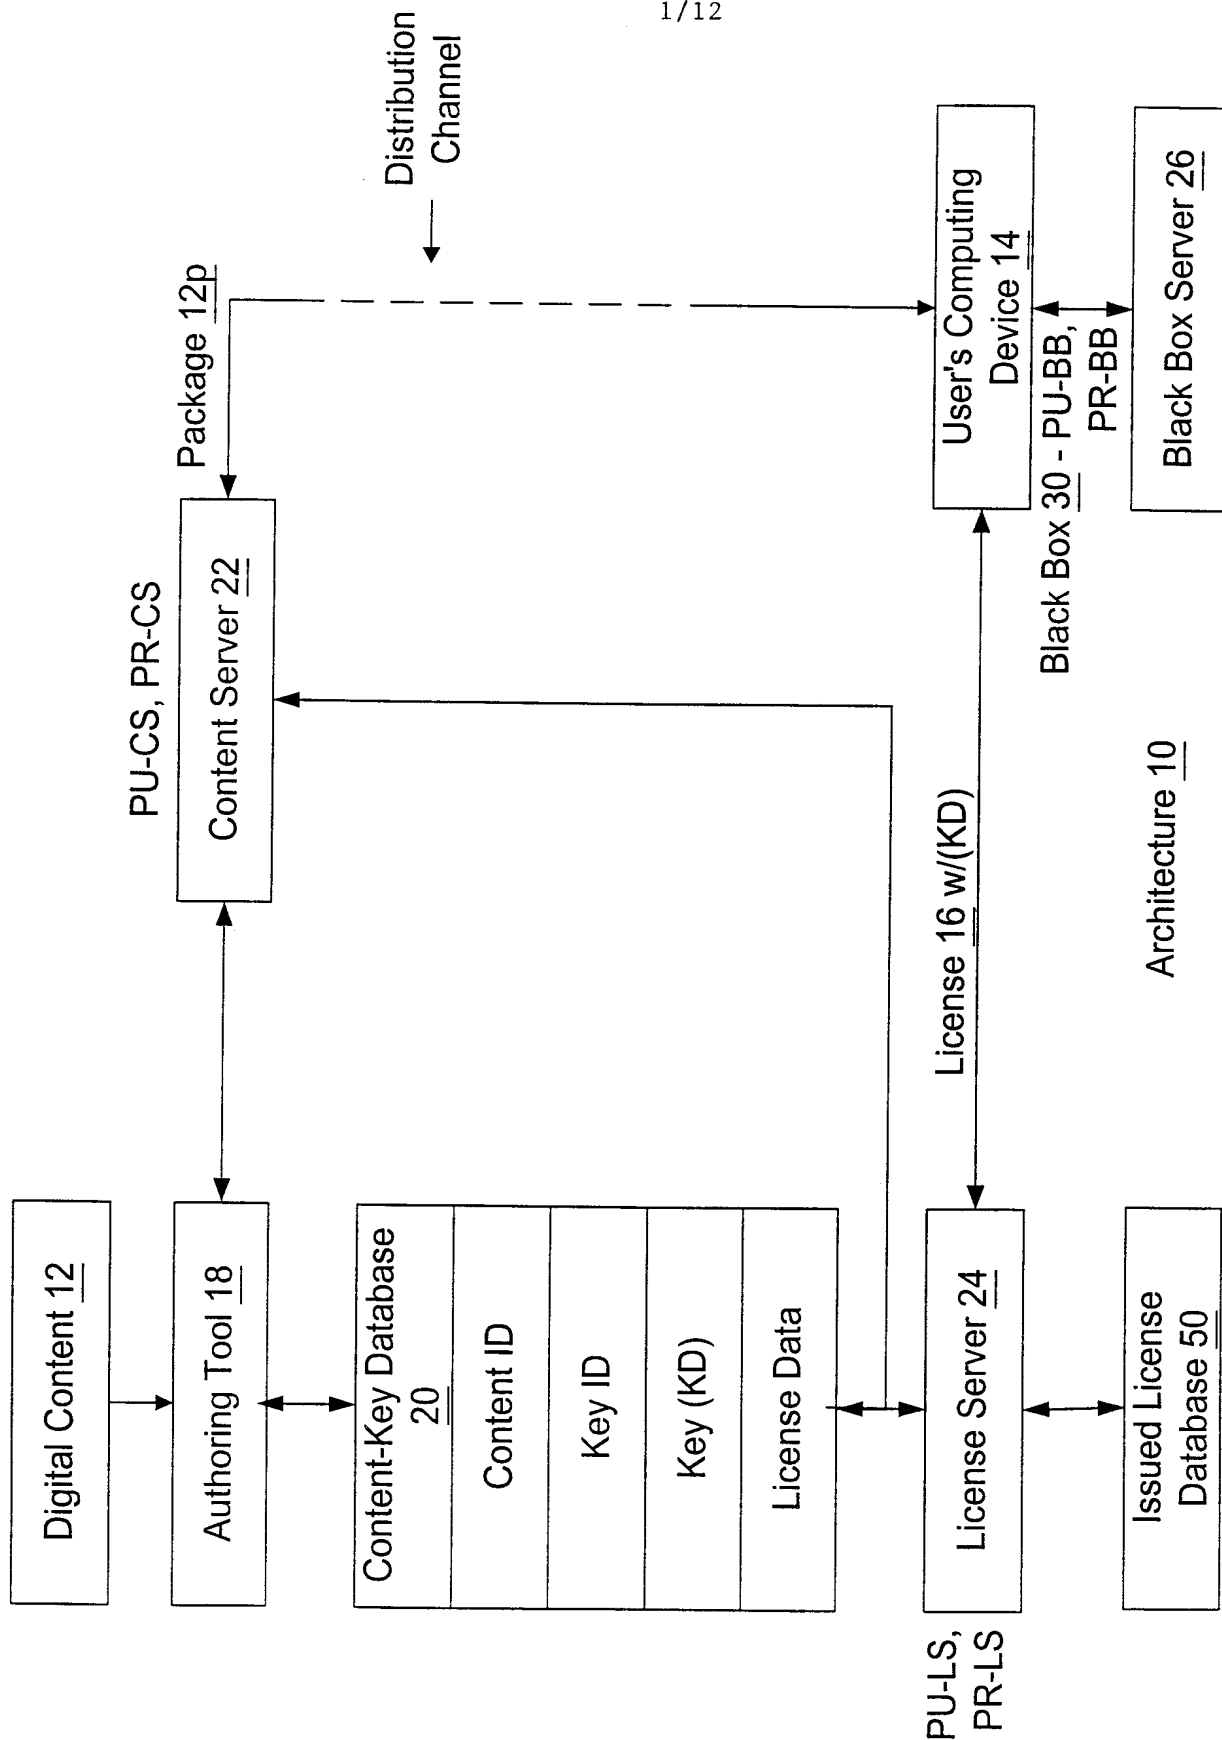 1/12
Digital Content 12
Authoring Tool 18
Content-Key Database
20
Content ID
Key ID
Key (KD)
License Data
PU-LS,
PR-LS
License Server 24
Issued License
Database 50
PU-CS, PR-CS
Content Server 22
Package 12p
Distribution
Channel
License 16 w/(KD)
User's Computing
Device 14
Black Box 30 - PU-BB,
PR-BB
Black Box Server 26
Architecture 10